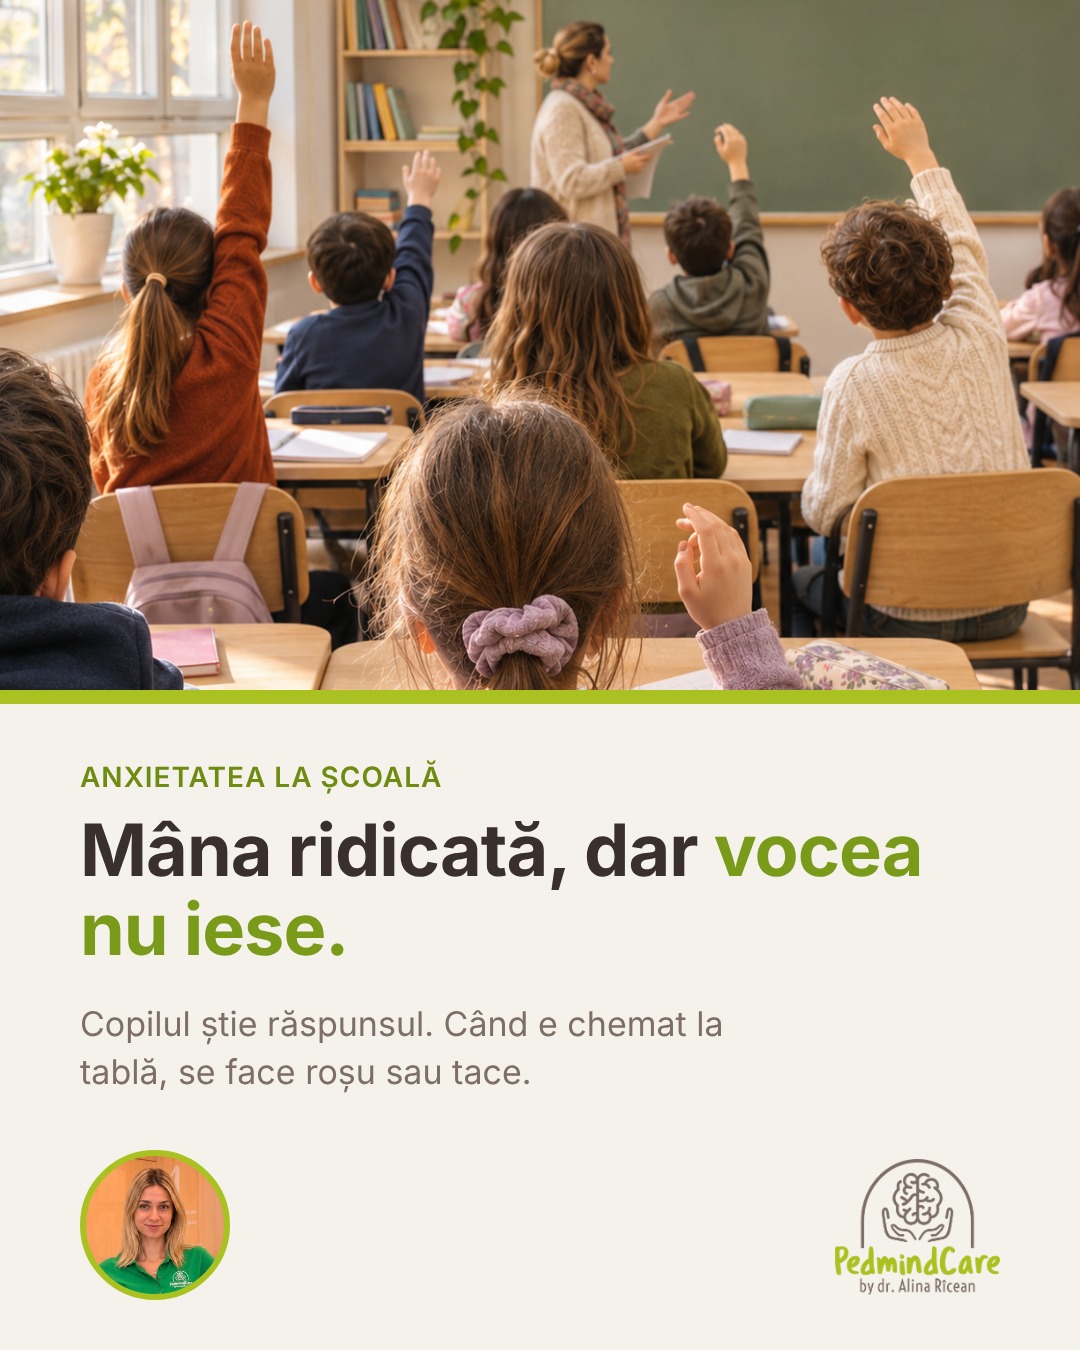 ANXIETATEA LA ȘCOALĂ
Mâna ridicată, dar vocea
nu iese.
Copilul știe răspunsul. Când e chemat la
tablă, se face roșu sau tace.
PedmindCare
by dr. Alina Rîcean